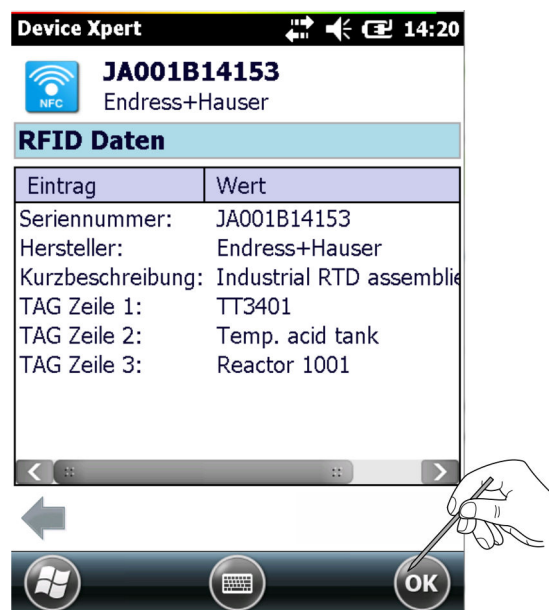 Device Xpert 14:20
JA001B14153
NFC
Endress+Hauser
RFID Daten
Eintrag Wert
Seriennummer: JA001B14153
Hersteller: Endress+Hauser
Kurzbeschreibung: Industrial RTD assemblie
TAG Zeile 1: TT3401
TAG Zeile 2: Temp. acid tank
TAG Zeile 3: Reactor 1001
OK